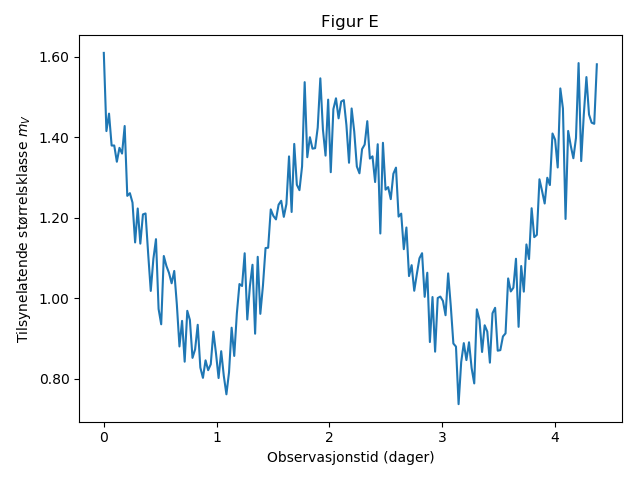 Figur E
Tilsynelatende størrelsklasse $m_V$
1.60
1.40
1.20
1.00
0.80
0 1 2 3 4
Observasjonstid (dager)